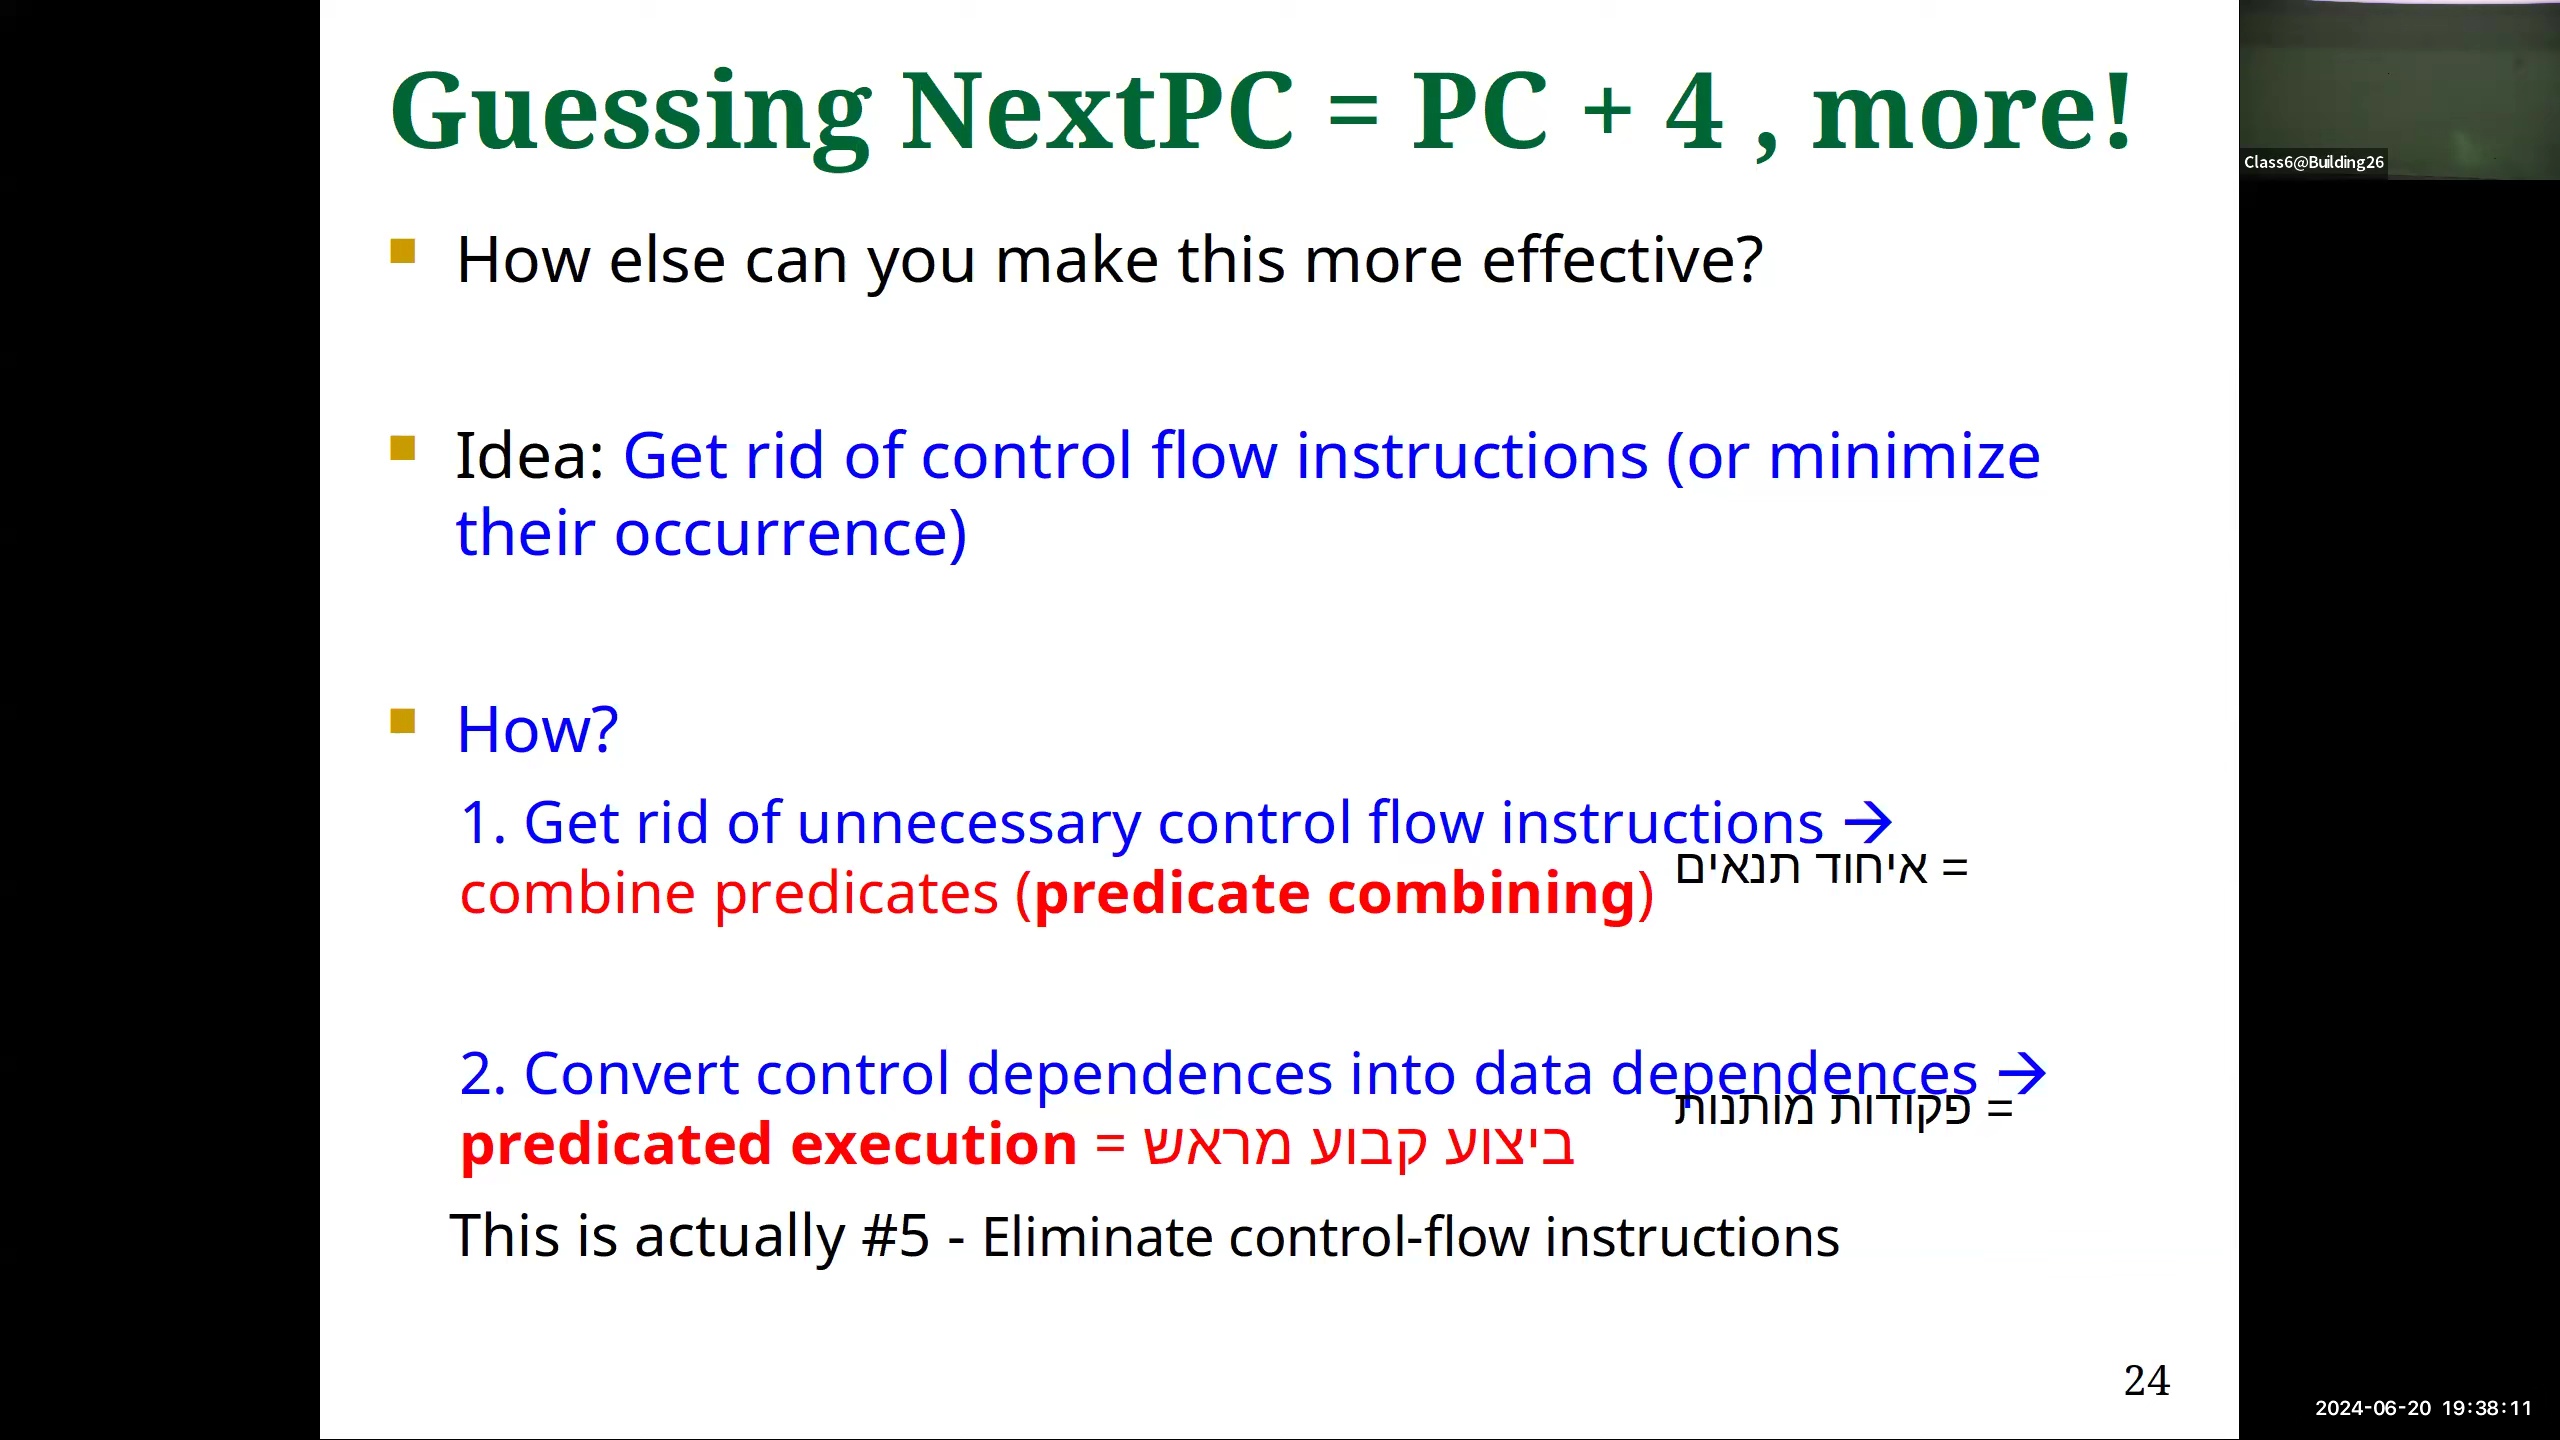 Guessing NextPC = PC + 4 , more!
Class6@Building26
How else can you make this more effective?
Idea: Get rid of control flow instructions (or minimize
their occurrence)
How?
1. Get rid of unnecessary control flow instructions →
combine predicates (predicate combining)
= איחוד תנאים
2. Convert control dependences into data dependences →
= פקודות מותנות
predicated execution = ביצוע קבוע מראש
This is actually #5 - Eliminate control-flow instructions
24
2024-06-20 19:38:11